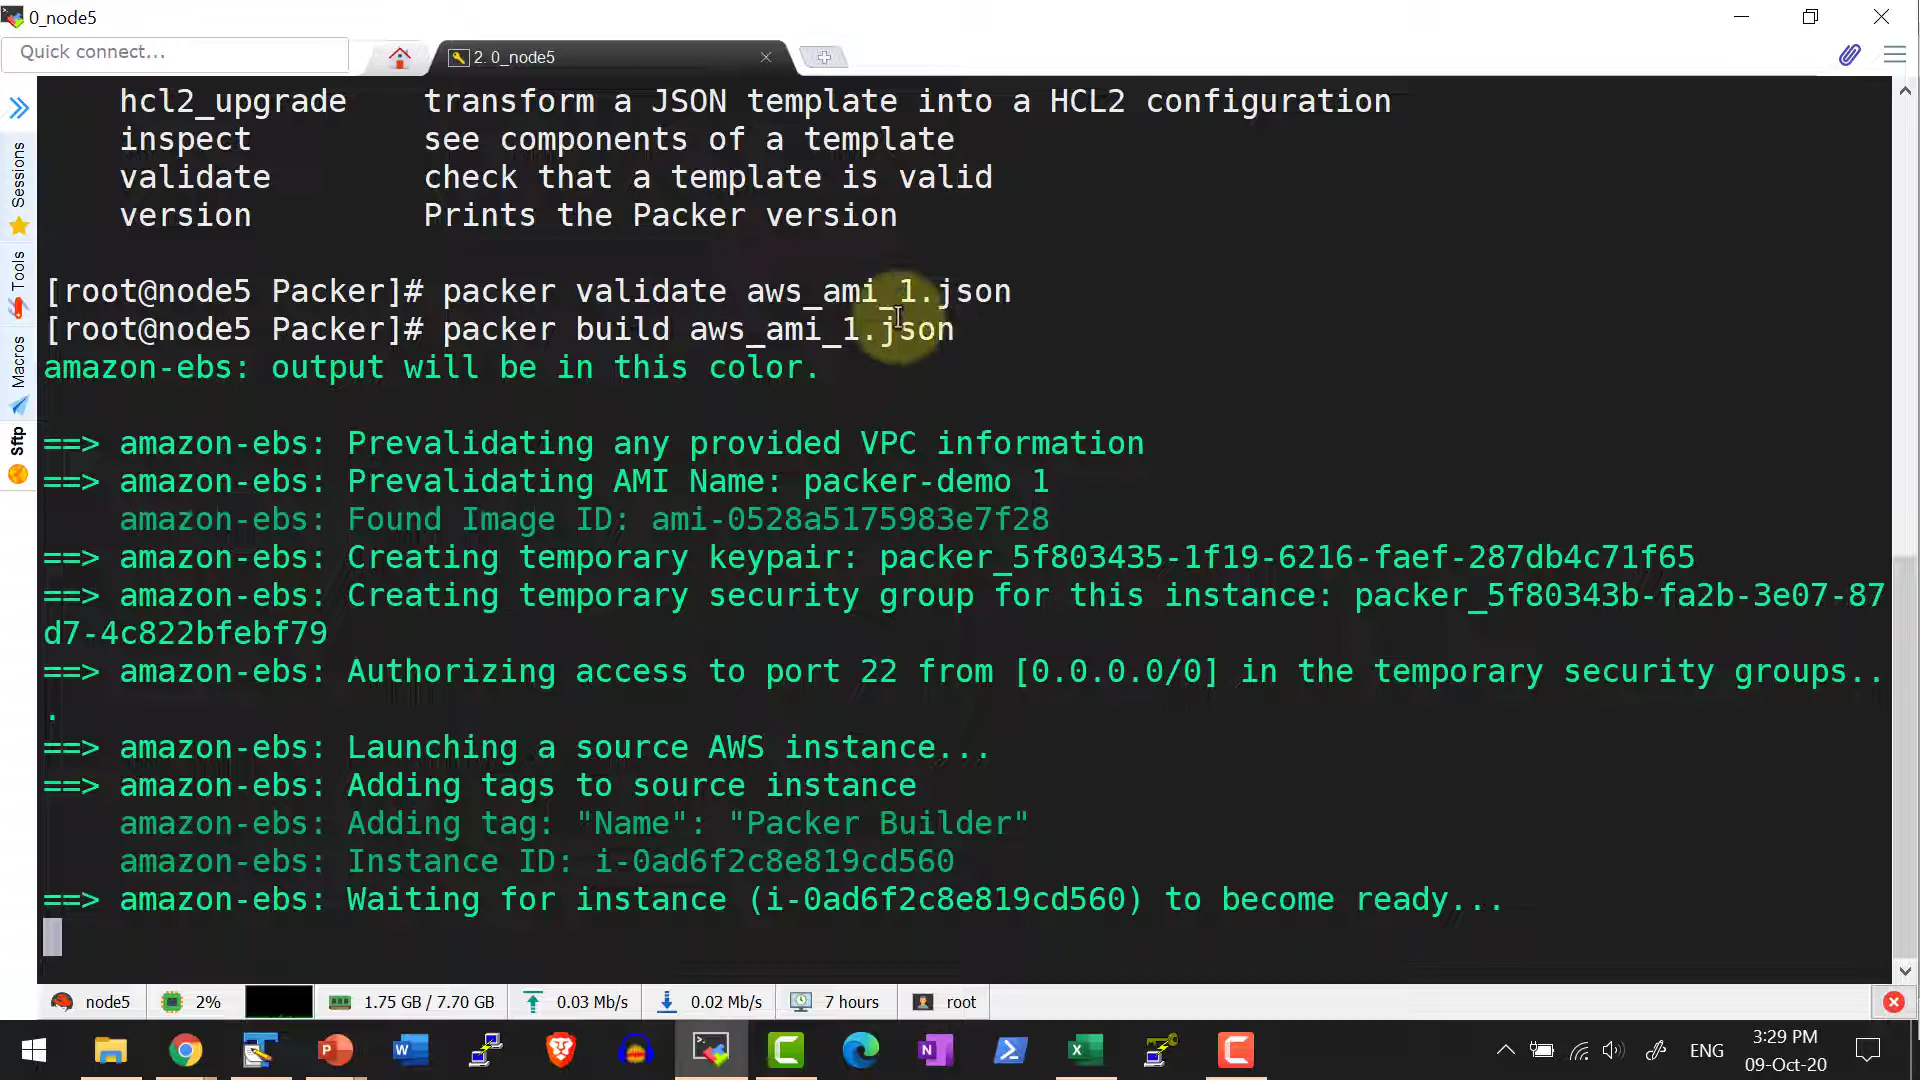 0_node5
Quick connect...
2. 0_node5
hcl2_upgrade    transform a JSON template into a HCL2 configuration
inspect         see components of a template
validate        check that a template is valid
version         Prints the Packer version
[root@node5 Packer]# packer validate aws_ami_1.json
[root@node5 Packer]# packer build aws_ami_1.json
amazon-ebs: output will be in this color.
==> amazon-ebs: Prevalidating any provided VPC information
==> amazon-ebs: Prevalidating AMI Name: packer-demo 1
    amazon-ebs: Found Image ID: ami-0528a5175983e7f28
==> amazon-ebs: Creating temporary keypair: packer_5f803435-1f19-6216-faef-287db4c71f65
==> amazon-ebs: Creating temporary security group for this instance: packer_5f80343b-fa2b-3e07-87
d7-4c822bfebf79
==> amazon-ebs: Authorizing access to port 22 from [0.0.0.0/0] in the temporary security groups..
.
==> amazon-ebs: Launching a source AWS instance...
==> amazon-ebs: Adding tags to source instance
    amazon-ebs: Adding tag: "Name": "Packer Builder"
    amazon-ebs: Instance ID: i-0ad6f2c8e819cd560
==> amazon-ebs: Waiting for instance (i-0ad6f2c8e819cd560) to become ready...
Sessions
Tools
Macros
Sftp
node5
2%
1.75 GB / 7.70 GB
0.03 Mb/s
0.02 Mb/s
7 hours
root
ENG
3:29 PM
09-Oct-20